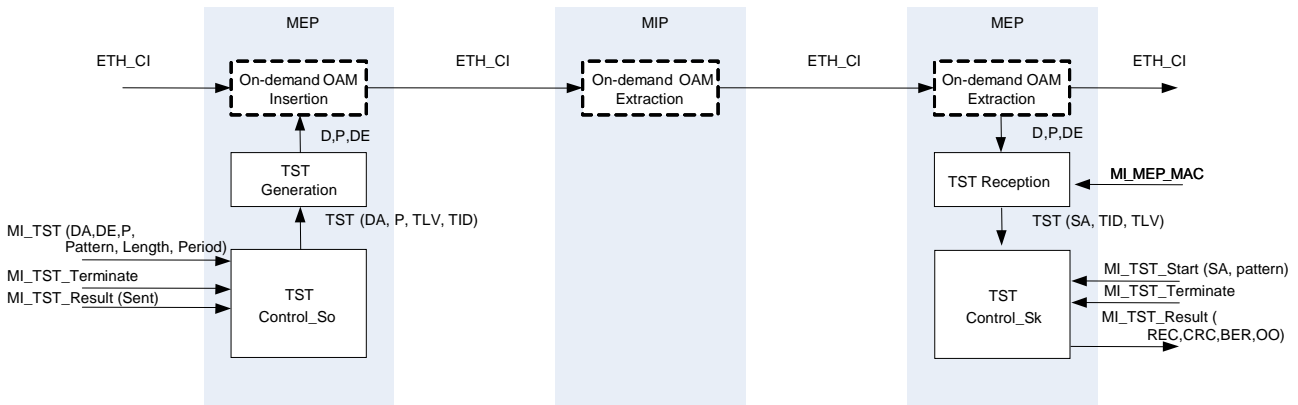 MEP
MIP
MEP
ETH_CI
ETH_CI
ETH_CI
ETH_CI
On-demand OAM
Insertion
On-demand OAM
Extraction
On-demand OAM
Extraction
D,P,DE
D,P,DE
TST
Generation
TST Reception
MI_MEP_MAC
TST (DA, P, TLV, TID)
TST (SA, TID, TLV)
MI_TST (DA,DE,P,
Pattern, Length, Period)
MI_TST_Terminate
MI_TST_Result (Sent)
TST
Control_So
TST
Control_Sk
MI_TST_Start (SA, pattern)
MI_TST_Terminate
MI_TST_Result (
REC,CRC,BER,OO)